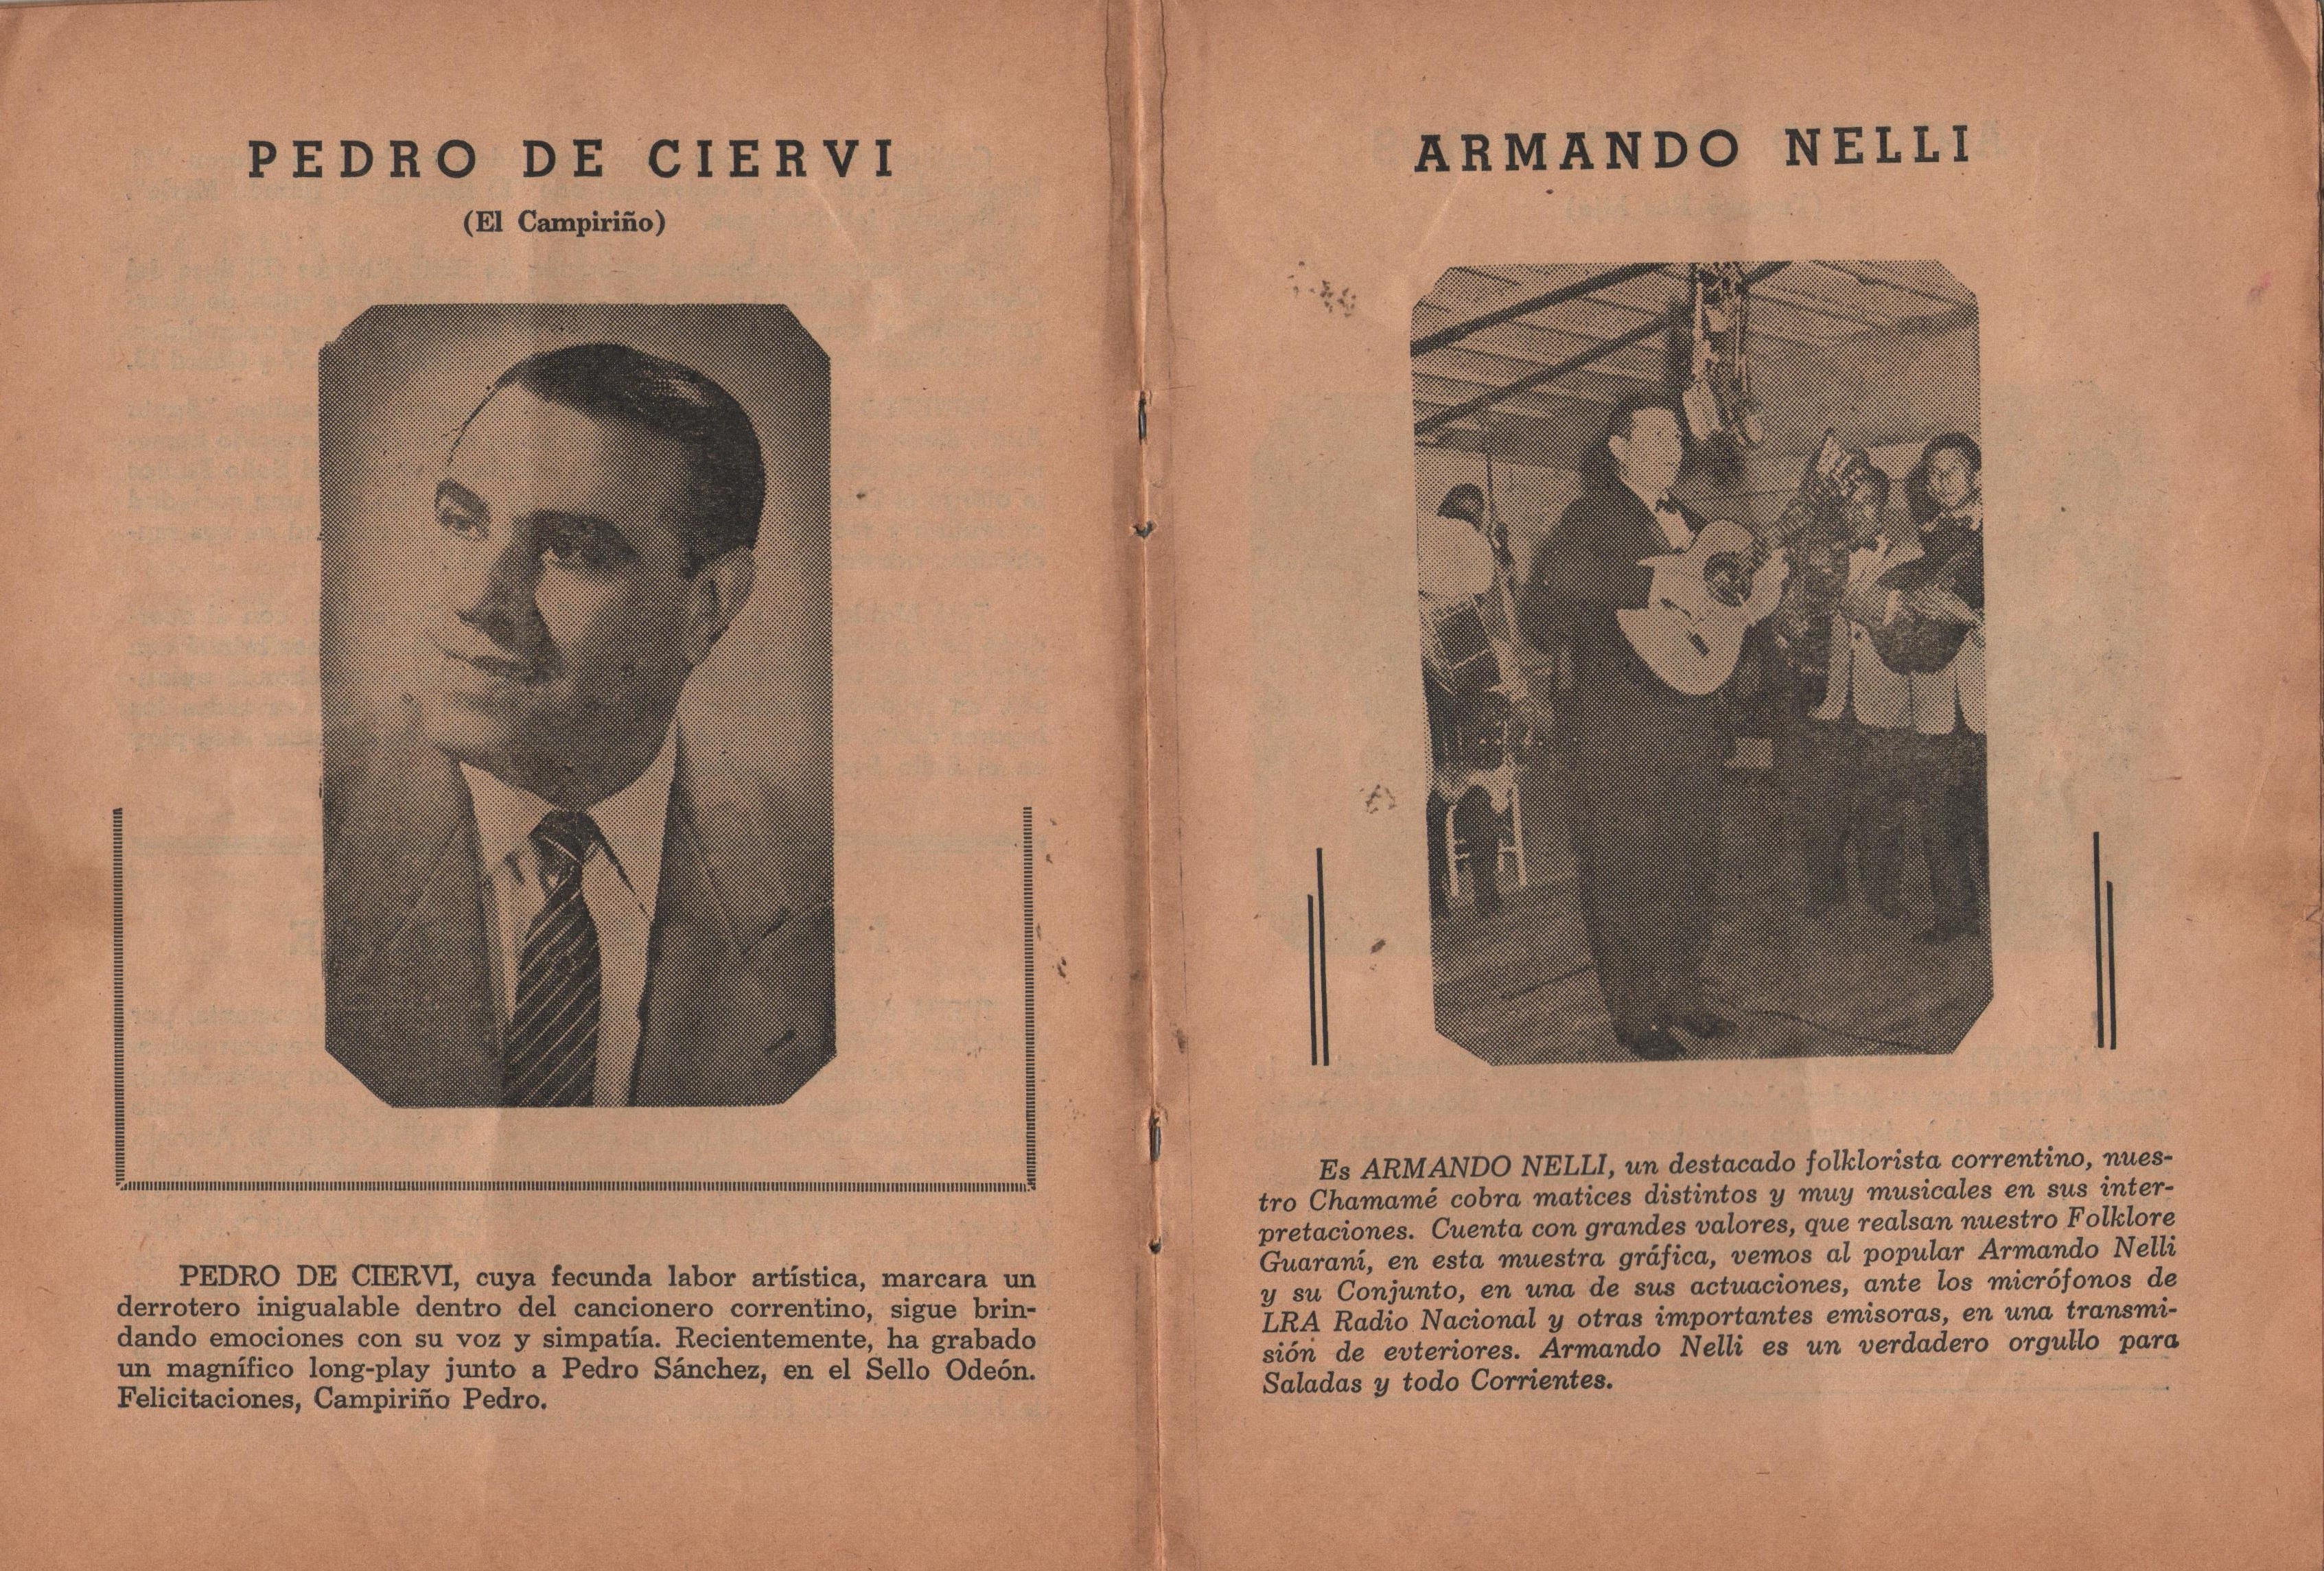 PEDRO DE CIERVI
(El Campiriño)
PEDRO DE CIERVI, cuya fecunda labor artística, marcara un
derrotero inigualable dentro del cancionero correntino, sigue brin-
dando emociones con su voz y simpatía. Recientemente, ha grabado
un magnífico long-play junto a Pedro Sánchez, en el Sello Odeón.
Felicitaciones, Campiriño Pedro.
ARMANDO NELLI
Es ARMANDO NELLI, un destacado folklorista correntino, nues-
tro Chamamé cobra matices distintos y muy musicales en sus inter-
pretaciones. Cuenta con grandes valores, que realsan nuestro Folklore
Guaraní, en esta muestra gráfica, vemos al popular Armando Nelli
y su Conjunto, en una de sus actuaciones, ante los micrófonos de
LRA Radio Nacional y otras importantes emisoras, en una transmi-
sión de evteriores. Armando Nelli es un verdadero orgullo para
Saladas y todo Corrientes.